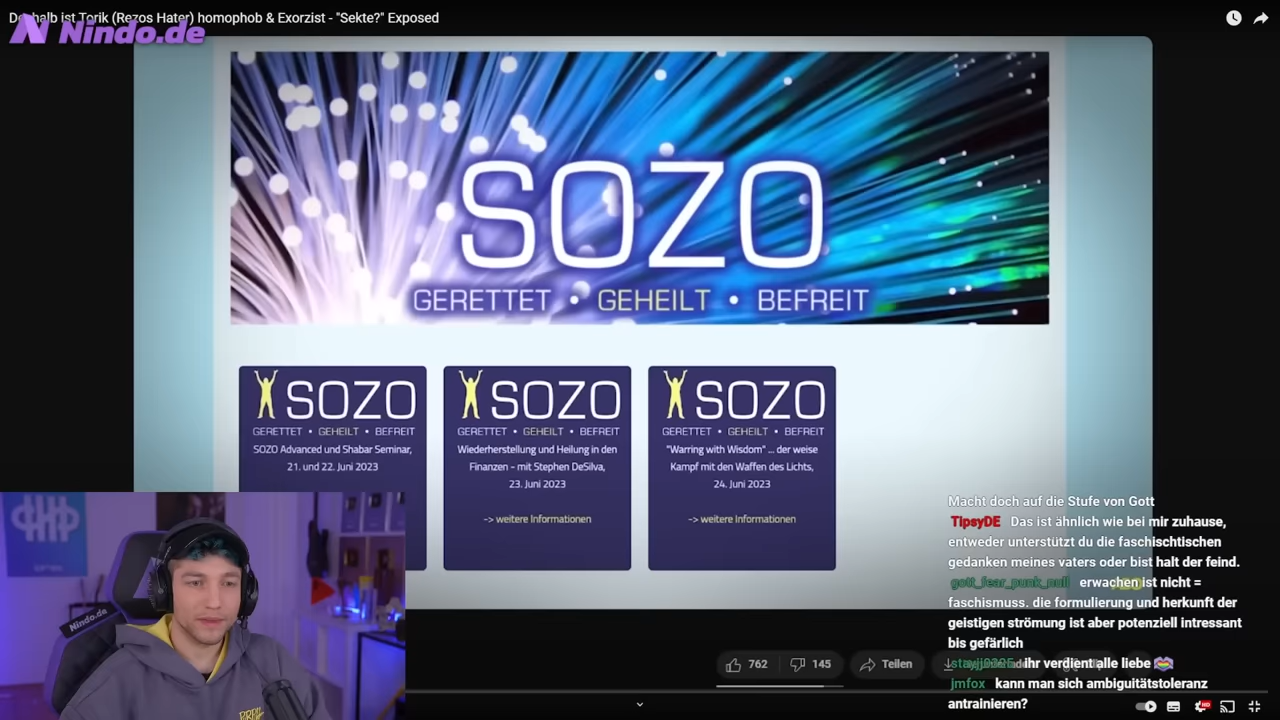 Deshalb ist Torik (Rezos Hater) homophob & Exorzist - "Sekte?" Exposed
Nindo.de
SOZO
GERETTET • GEHEILT • BEFREIT
SOZO
GERETTET • GEHEILT • BEFREIT
SOZO Advanced und Shabar Seminar,
21. und 22. Juni 2023
SOZO
GERETTET • GEHEILT • BEFREIT
Wiederherstellung und Heilung in den
Finanzen - mit Stephen DeSilva,
23. Juni 2023
-> weitere Informationen
SOZO
GERETTET • GEHEILT • BEFREIT
"Warring with Wisdom" ... der weise
Kampf mit den Waffen des Lichts,
24. Juni 2023
-> weitere Informationen
Nindo.de
Macht doch auf die Stufe von Gott
TipsyDE Das ist ähnlich wie bei mir zuhause,
entweder unterstützt du die faschischtischen
gedanken meines vaters oder bist halt der feind.
gott_fear_punk_null erwachen ist nicht =
faschismuss. die formulierung und herkunft der
geistigen strömung ist aber potenziell intressant
bis gefärlich
ihr verdient alle liebe
jmfox kann man sich ambiguitätstoleranz
antrainieren?
762
145
Teilen
HD